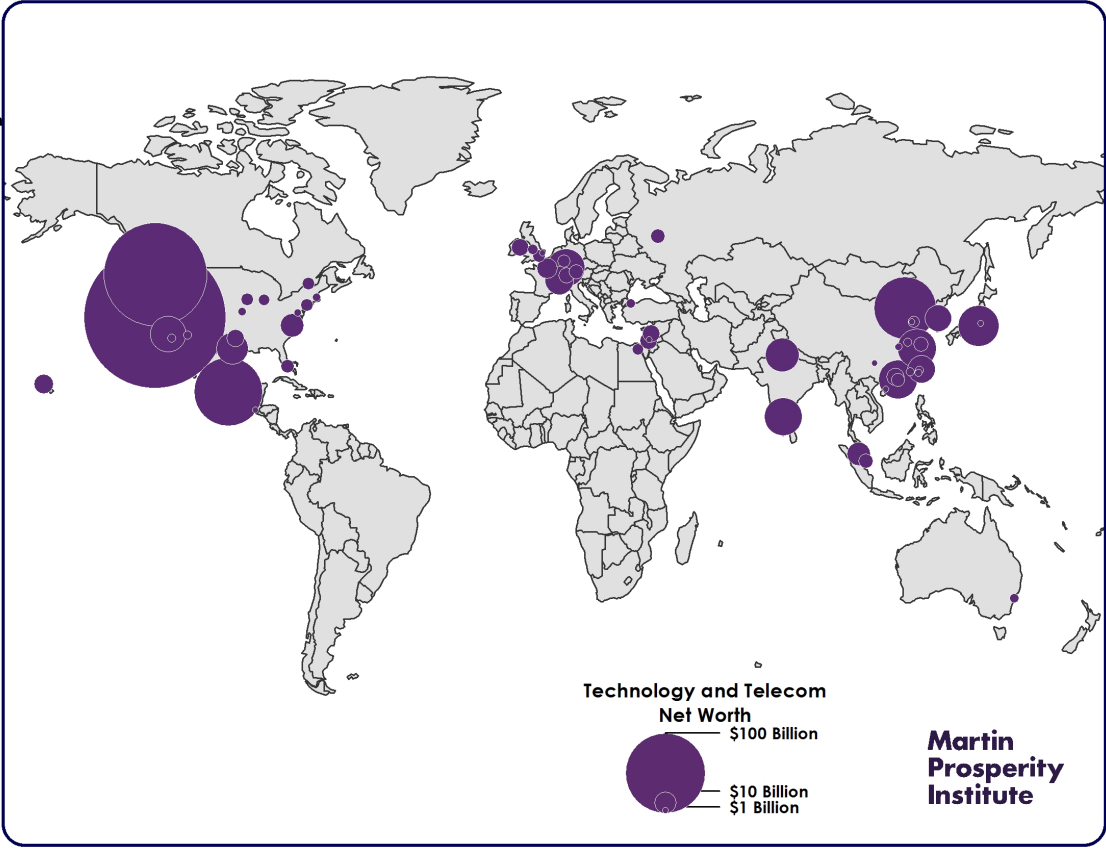 Technology and Telecom
Net Worth
$100 Billion
$10 Billion
$1 Billion
Martin
Prosperity
Institute